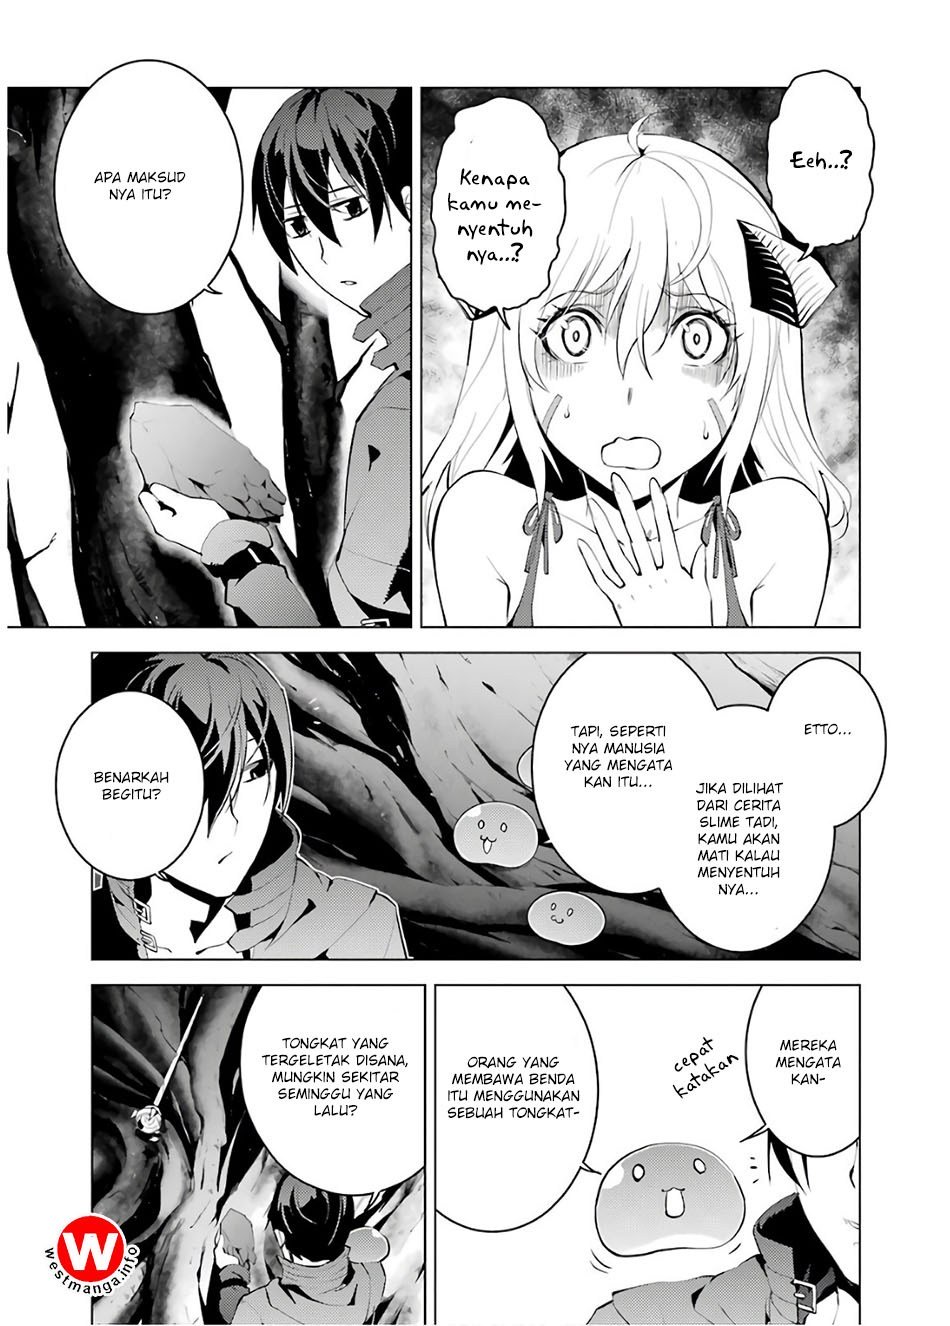 Eeh...?
Kenapa
kamu me-
nyentuh
nya...?
APA MAKSUD
NYA ITU?
ETTO...
JIKA DILIHAT
DARI CERITA
SLIME TADI,
KAMU AKAN
MATI KALAU
MENYENTUH
NYA...
TAPI, SEPERTI
NYA MANUSIA
YANG MENGATA
KAN ITU...
BENARKAH
BEGITU?
MEREKA
MENGATA
KAN-
cepat
katakan
ORANG YANG
MEMBAWA BENDA
ITU MENGGUNAKAN
SEBUAH TONGKAT-
TONGKAT YANG
TERGELETAK DISANA,
MUNGKIN SEKITAR
SEMINGGU YANG
LALU?
W
westmanga.info